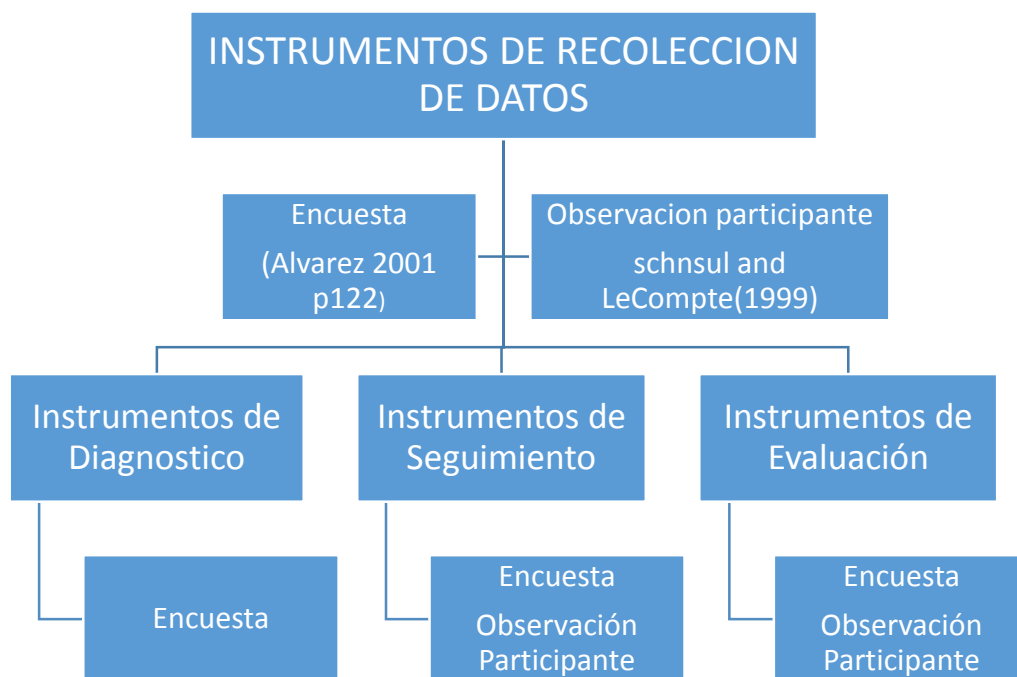 INSTRUMENTOS DE RECOLECCION
DE DATOS
Encuesta
(Alvarez 2001
p122)
Observacion participante
schnsul and
LeCompte(1999)
Instrumentos de
Diagnostico
Instrumentos de
Seguimiento
Instrumentos de
Evaluación
Encuesta
Encuesta
Observación
Participante
Encuesta
Observación
Participante